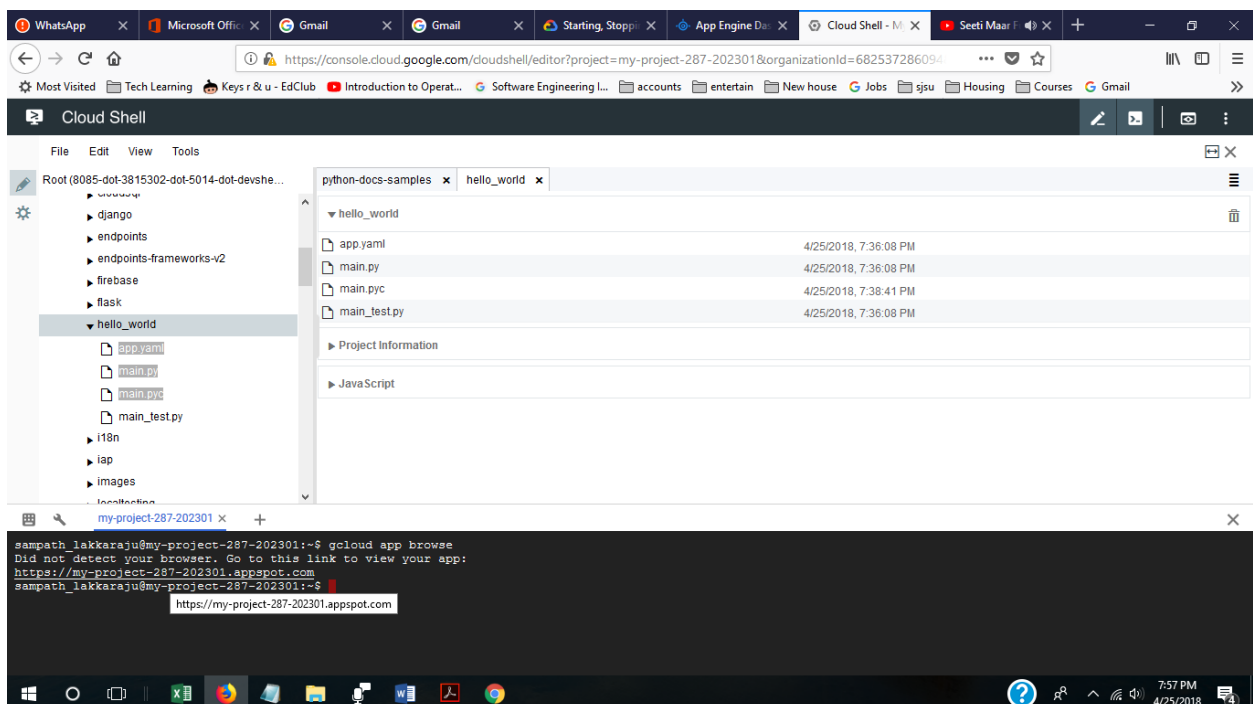 WhatsApp Microsoft Offic Gmail Gmail Starting, Stoppi App Engine Das Cloud Shell - M Seeti Maar F
https://console.cloud.google.com/cloudshell/editor?project=my-project-287-202301&organizationId=68253728609
Most Visited Tech Learning Keys r & u - EdClub Introduction to Operat... Software Engineering l... accounts entertain New house Jobs sjsu Housing Courses Gmail
Cloud Shell
File Edit View Tools
Root (8085-dot-3815302-dot-5014-dot-devshe...
python-docs-samples x hello_world x
django
endpoints
endpoints-frameworks-v2
firebase
flask
hello_world
app.yaml
main.py
main.pyc
main_test.py
i18n
iap
images
hello_world
app.yaml 4/25/2018, 7:36:08 PM
main.py 4/25/2018, 7:36:08 PM
main.pyc 4/25/2018, 7:38:41 PM
main_test.py 4/25/2018, 7:36:08 PM
Project Information
JavaScript
my-project-287-202301
sampath_lakkaraju@my-project-287-202301:~$ gcloud app browse
Did not detect your browser. Go to this link to view your app:
https://my-project-287-202301.appspot.com
sampath_lakkaraju@my-project-287-202301:~$
https://my-project-287-202301.appspot.com
7:57 PM
4/25/2018